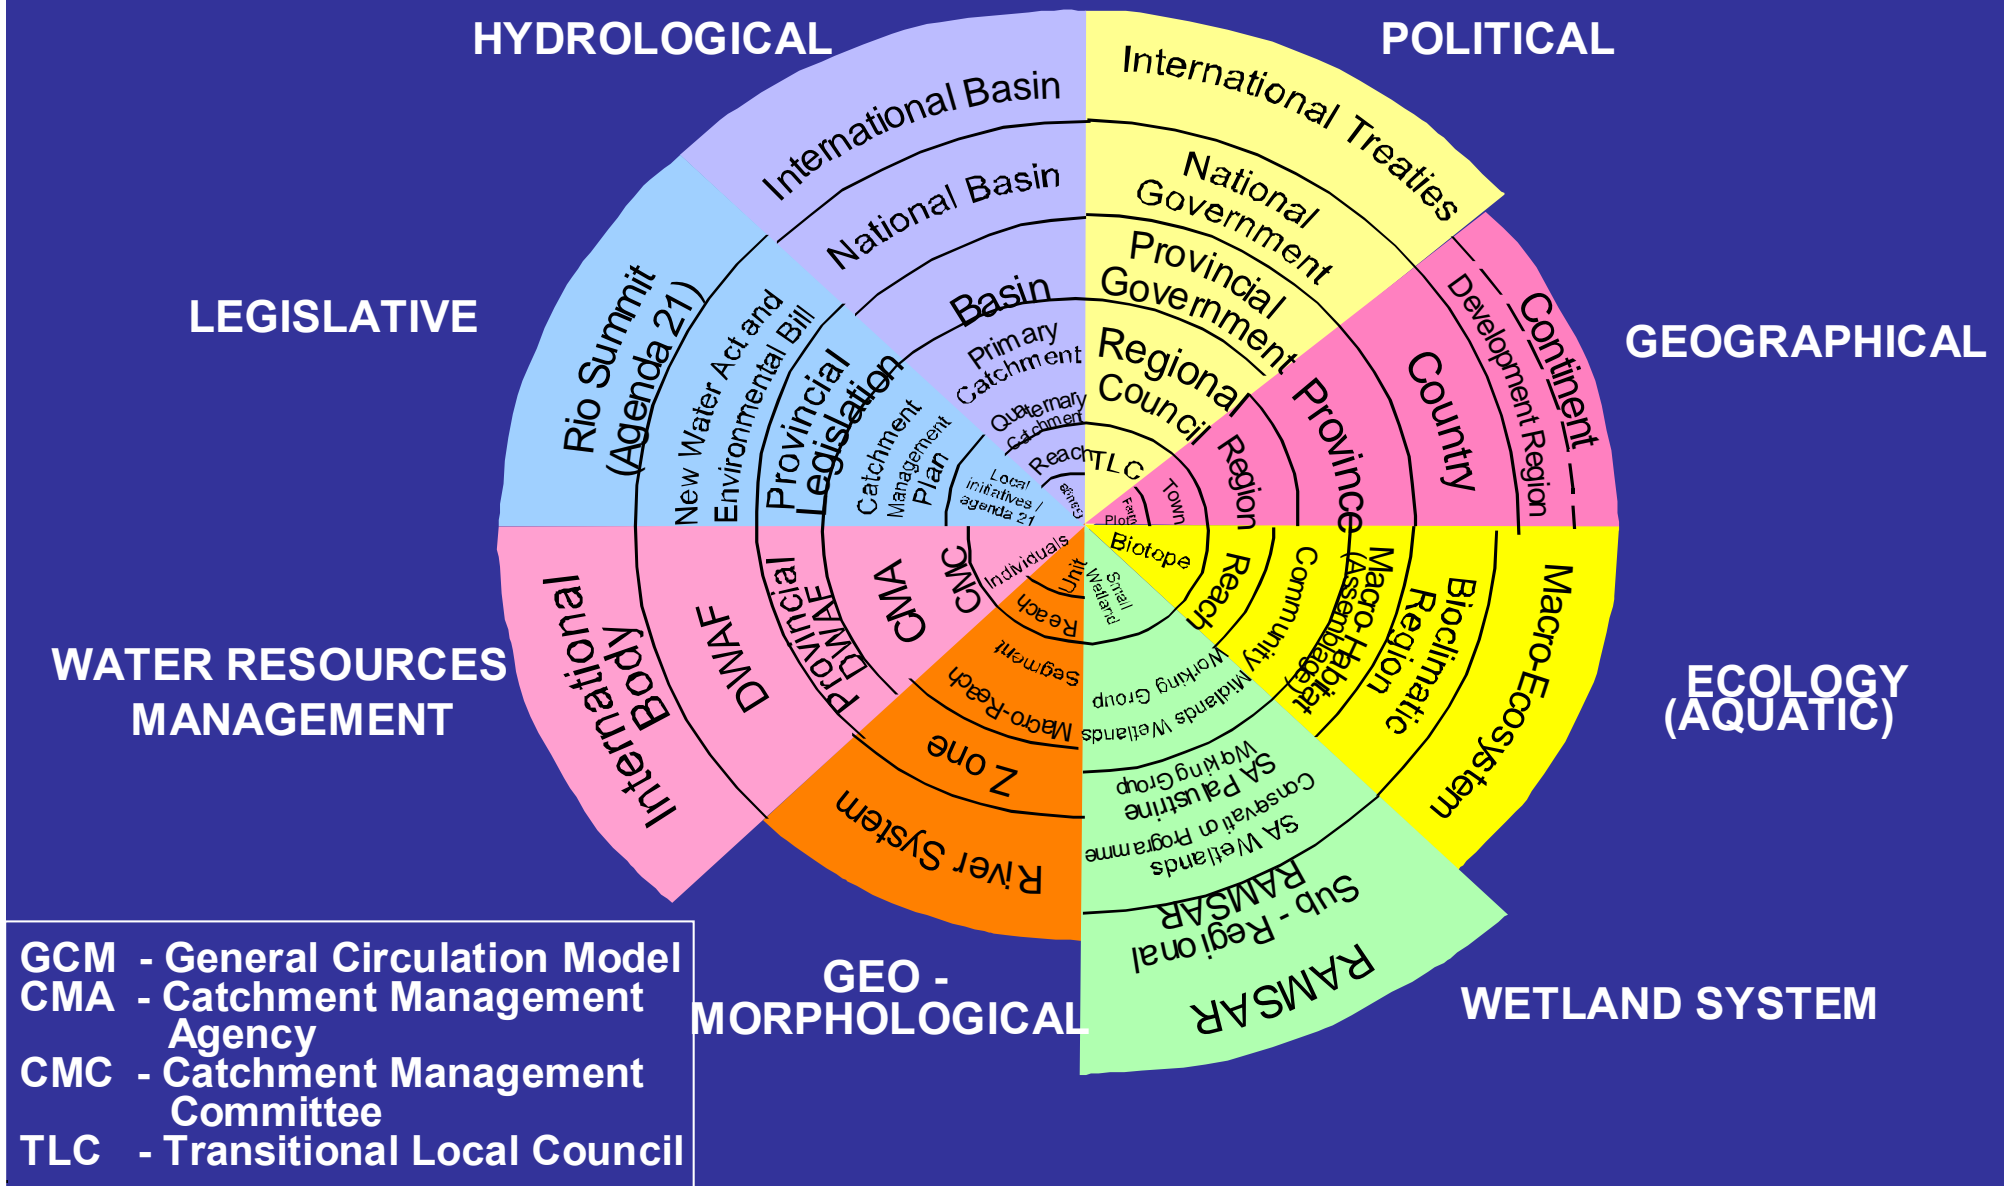 HYDROLOGICAL
POLITICAL
GEOGRAPHICAL
ECOLOGY
(AQUATIC)
WETLAND SYSTEM
GEO -
MORPHOLOGICAL
WATER RESOURCES
MANAGEMENT
LEGISLATIVE
International Basin
National Basin
Basin
Primary
Catchment
Quaternary
Catchment
Reach
International Treaties
National
Government
Provincial
Government
Regional
Council
TLC
Continent
Development Region
Country
Province
Region
Town
Farm
Plot
Macro-Ecosystem
Bioclimatic
Region
Macro-Habitat
(Assemblage)
Community
Reach
Biotope
Small
Wetland
Midlands Wetlands
Working Group
SA Palustrine
Working Group
SA Wetlands
Conservation Programme
Sub - Regional
RAMSAR
RAMSAR
Unit
Reach
Segment
Macro-Reach
Zone
River System
Individuals
CMC
CMA
Provincial
DWAF
DWAF
International
Body
Rio Summit
(Agenda 21)
New Water Act and
Environmental Bill
Provincial
Legislation
Catchment
Management
Plan
Local
initiatives /
agenda 21
GCM - General Circulation Model
CMA - Catchment Management
Agency
CMC - Catchment Management
Committee
TLC - Transitional Local Council